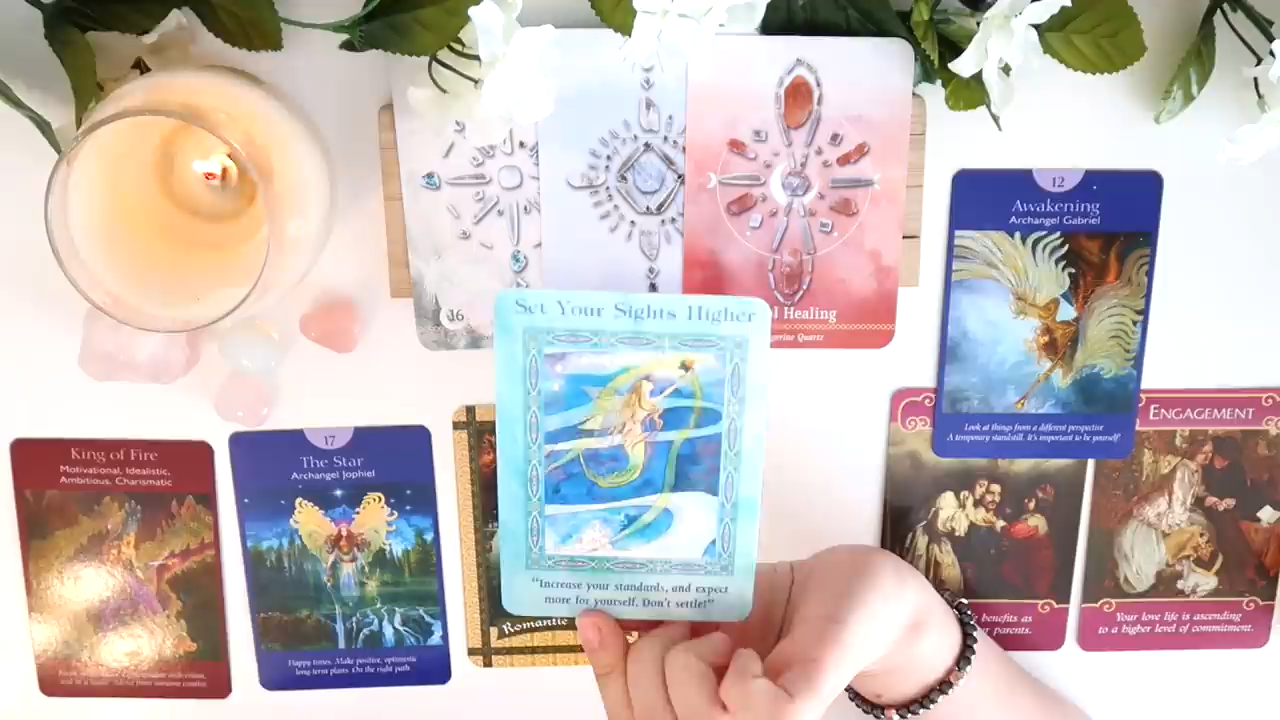 12
Awakening
Archangel Gabriel
Look at things from a different perspective
A temporary standstill. It's important to be yourself!
16
Healing
Set Your Sights Higher
"Increase your standards, and expect
more for yourself. Don't settle!"
King of Fire
Motivational, Idealistic,
Ambitious, Charismatic
17
The Star
Archangel Jophiel
Happy times. Make positive, optimistic
long-term plans. On the right path
Romantic
benefits as
parents.
ENGAGEMENT
Your love life is ascending
to a higher level of commitment.